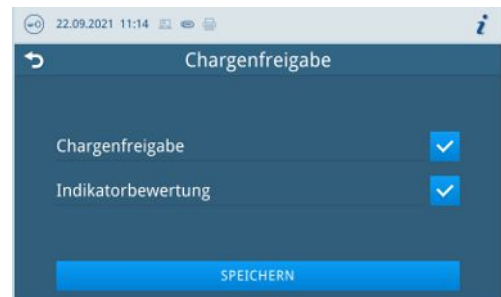 22.09.2021 11:14
Chargenfreigabe
Chargenfreigabe
Indikatorbewertung
SPEICHERN